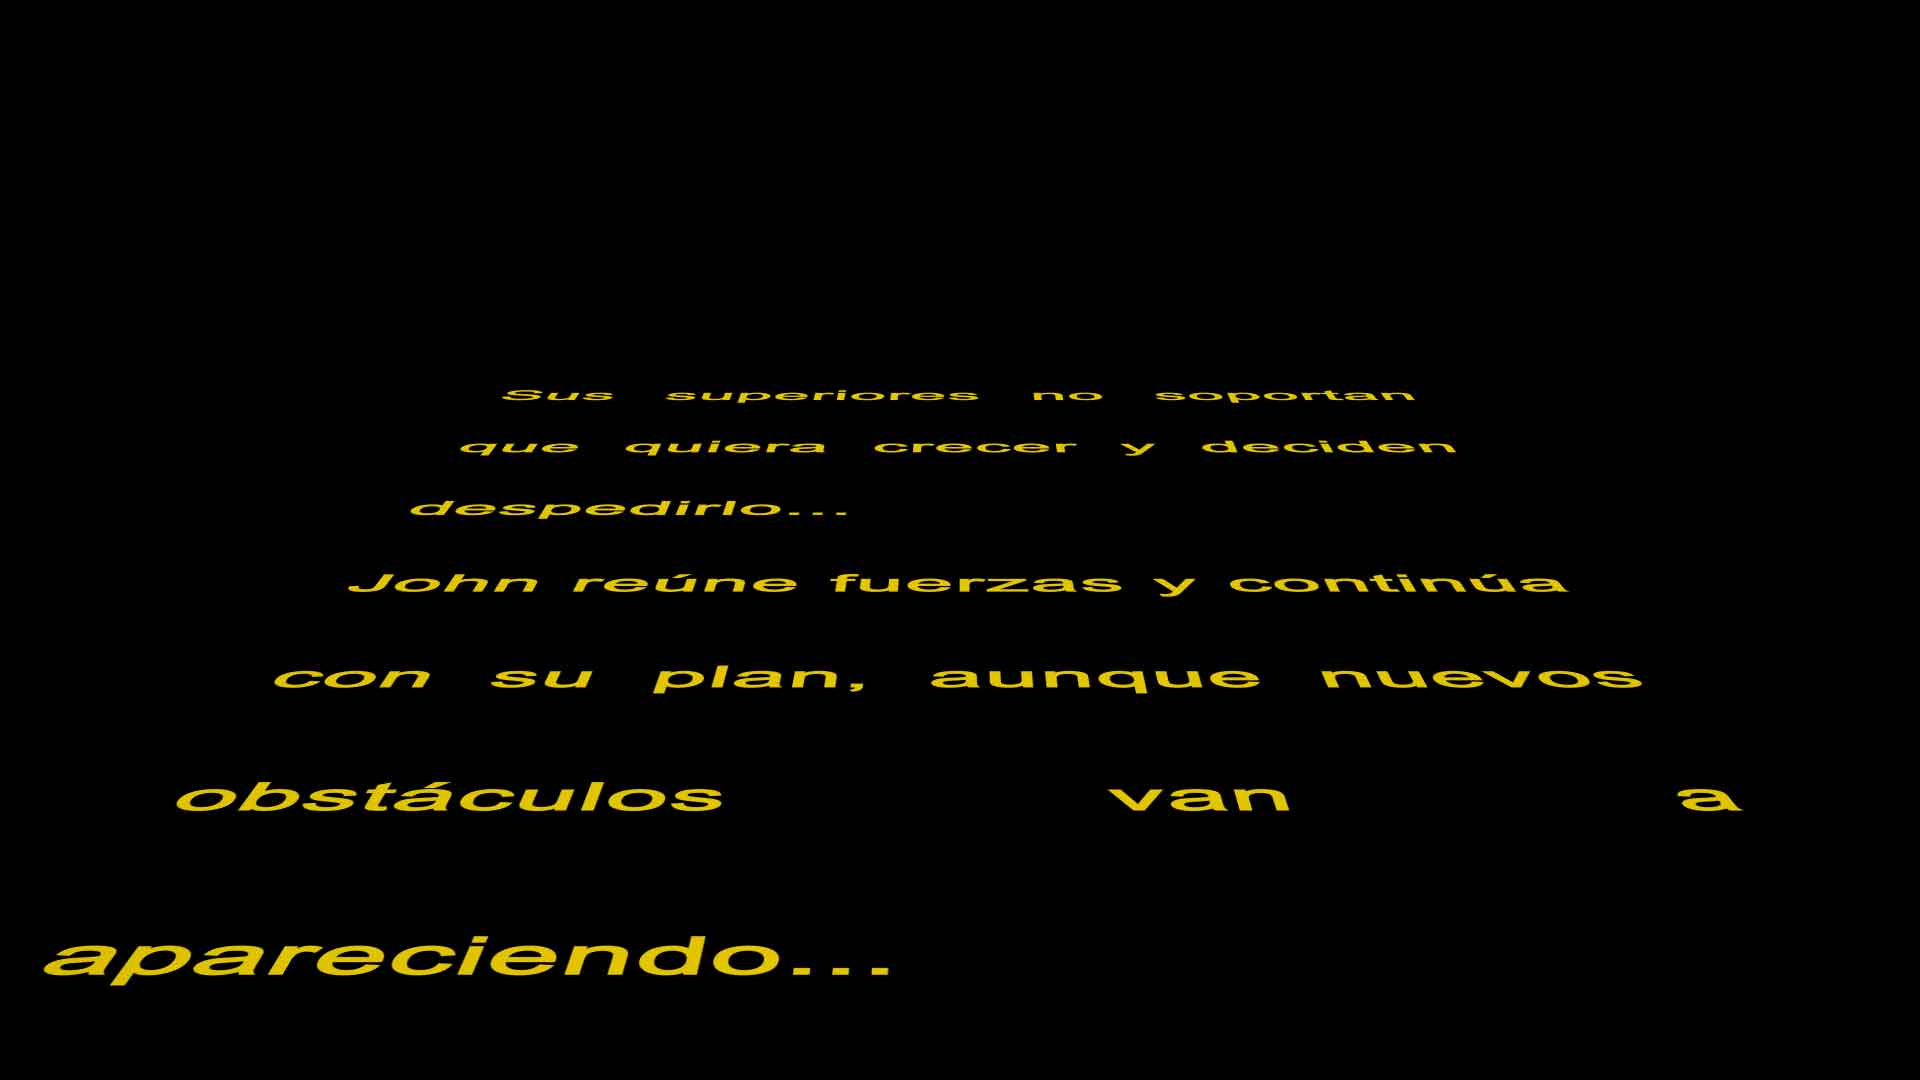 Sus superiores no soportan
que quiera crecer y deciden
despedirlo...
John reúne fuerzas y continúa
con su plan, aunque nuevos
obstáculos van a
apareciendo...